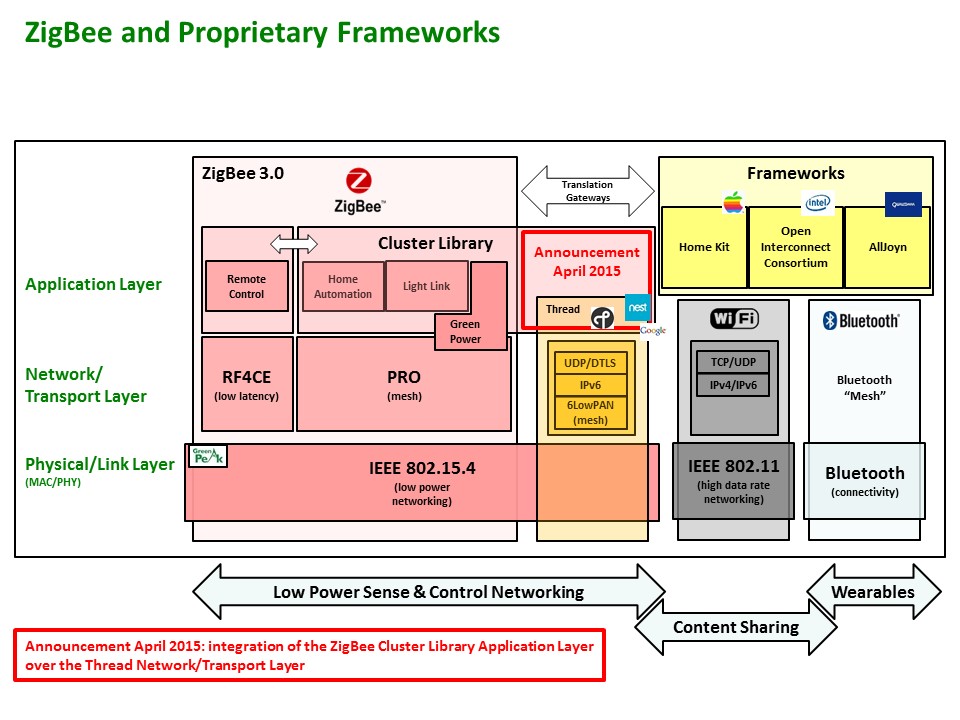 ZigBee and Proprietary Frameworks
ZigBee 3.0
ZigBee™
Translation
Gateways
Frameworks
intel
QUALCOMM
Application Layer
Cluster Library
Remote
Control
Home
Automation
Light Link
Green
Power
Announcement
April 2015
Thread
nest
Google
Home Kit
Open
Interconnect
Consortium
AllJoyn
Network/
Transport Layer
RF4CE
(low latency)
PRO
(mesh)
UDP/DTLS
IPv6
6LowPAN
(mesh)
WiFi
TCP/UDP
IPv4/IPv6
Bluetooth®
Bluetooth
“Mesh”
Physical/Link Layer
(MAC/PHY)
GreenPeak
IEEE 802.15.4
(low power
networking)
IEEE 802.11
(high data rate
networking)
Bluetooth
(connectivity)
Low Power Sense & Control Networking
Wearables
Content Sharing
Announcement April 2015: integration of the ZigBee Cluster Library Application Layer
over the Thread Network/Transport Layer